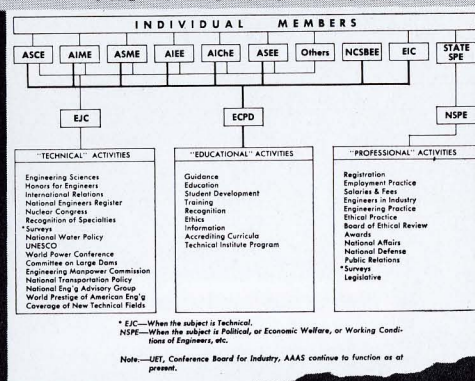 INDIVIDUAL MEMBERS
ASCE AIME ASME AIEE AIChE ASEE Others NCSBEE EIC STATE SPE
EJC ECPD NSPE
"TECHNICAL" ACTIVITIES
Engineering Sciences
Honors for Engineers
International Relations
National Engineers Register
Nuclear Congress
Recognition of Specialties
*Surveys
National Water Policy
UNESCO
World Power Conference
Committee on Large Dams
Engineering Manpower Commission
National Transportation Policy
National Eng'g Advisory Group
World Prestige of American Eng'g
Coverage of New Technical Fields
"EDUCATIONAL" ACTIVITIES
Guidance
Education
Student Development
Training
Recognition
Ethics
Information
Accrediting Curricula
Technical Institute Program
"PROFESSIONAL" ACTIVITIES
Registration
Employment Practice
Salaries & Fees
Engineers in Industry
Engineering Practice
Ethical Practice
Board of Ethical Review
Awards
National Affairs
National Defense
Public Relations
*Surveys
Legislative
* EJC—When the subject is Technical.
NSPE—When the subject is Political, or Economic Welfare, or Working Condi-
tions of Engineers, etc.
Note:—UET, Conference Board for Industry, AAAS continue to function as at
present.